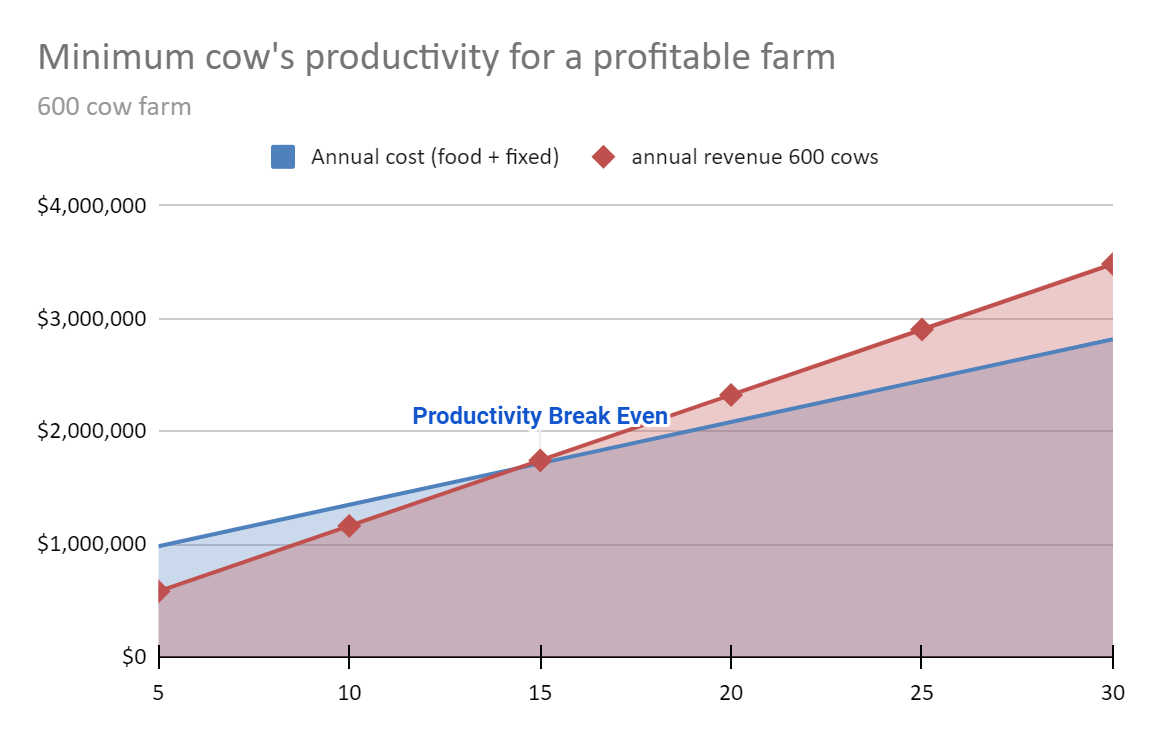 Minimum cow's productivity for a profitable farm
600 cow farm
Annual cost (food + fixed) annual revenue 600 cows
$4,000,000
$3,000,000
Productivity Break Even
$2,000,000
$1,000,000
$0
5 10 15 20 25 30